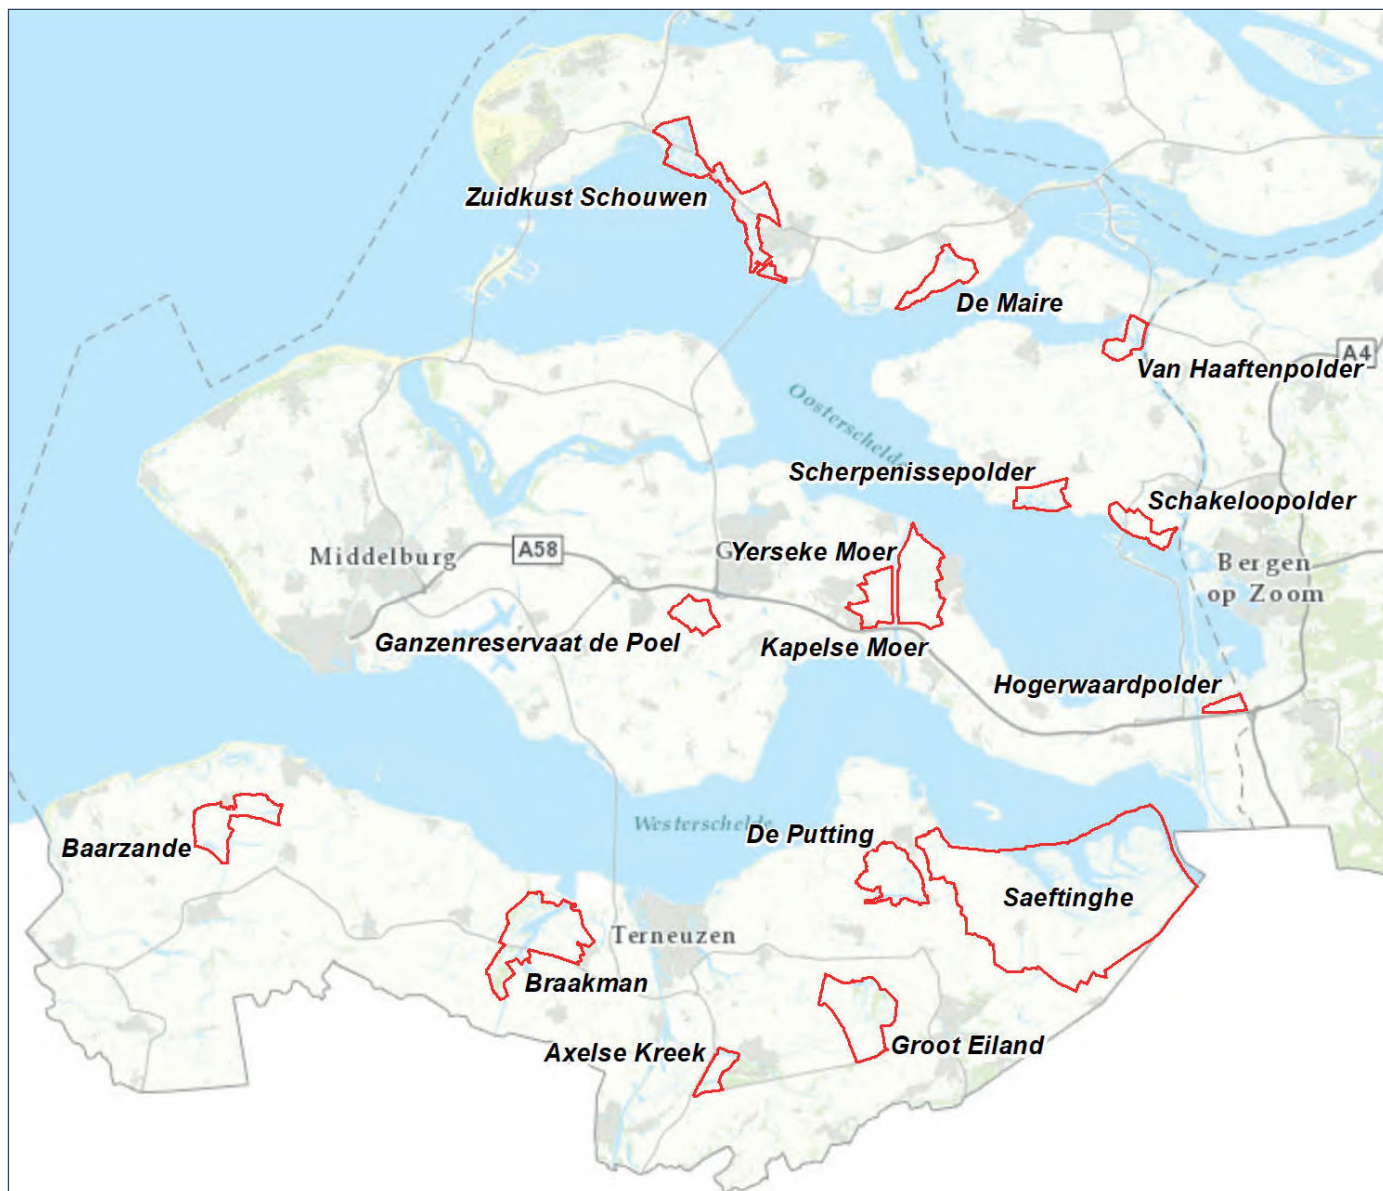 Zuidkust Schouwen
De Maire
A4
Van Haaftenpolder
Oosterschelde
Scherpenissepolder
Schakeloopolder
Middelburg
A58
G
Yerseke Moer
Bergen
op Zoom
Ganzenreservaat de Poel
Kapelse Moer
Hogerwaardpolder
Westerschelde
De Putting
Baarzande
Saeftinghe
Terneuzen
Braakman
Axelse Kreek
Groot Eiland